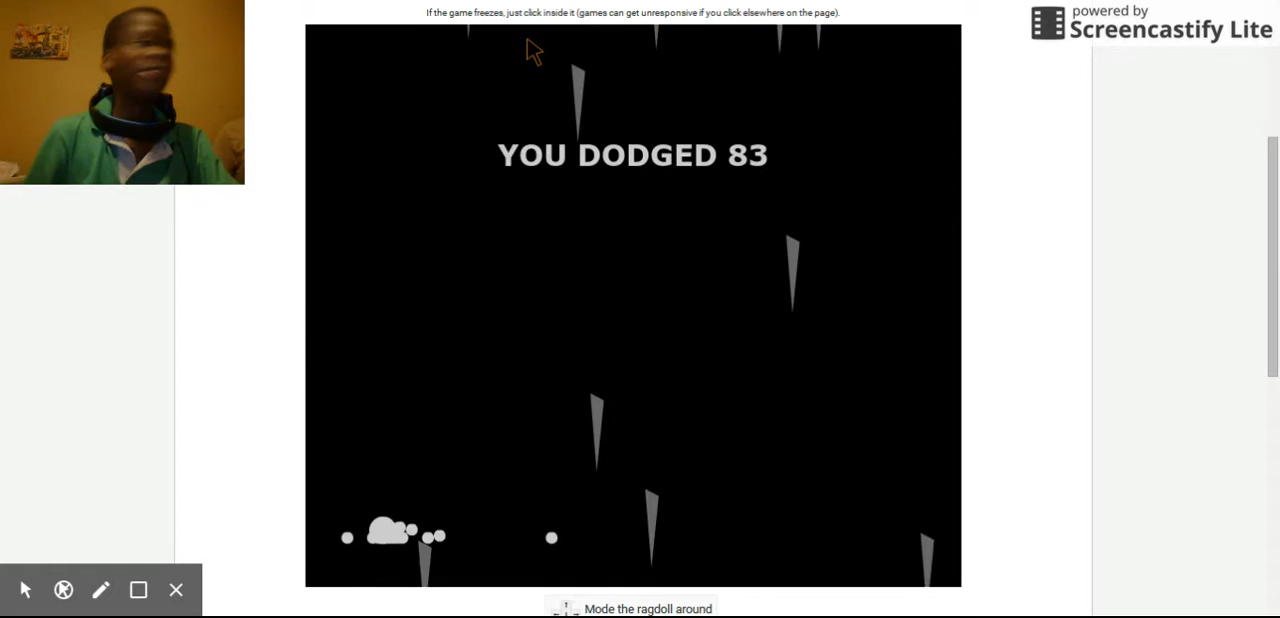 If the game freezes, just click inside it (games can get unresponsive if you click elsewhere on the page).
powered by
Screencastify Lite
YOU DODGED 83
Mode the ragdoll around